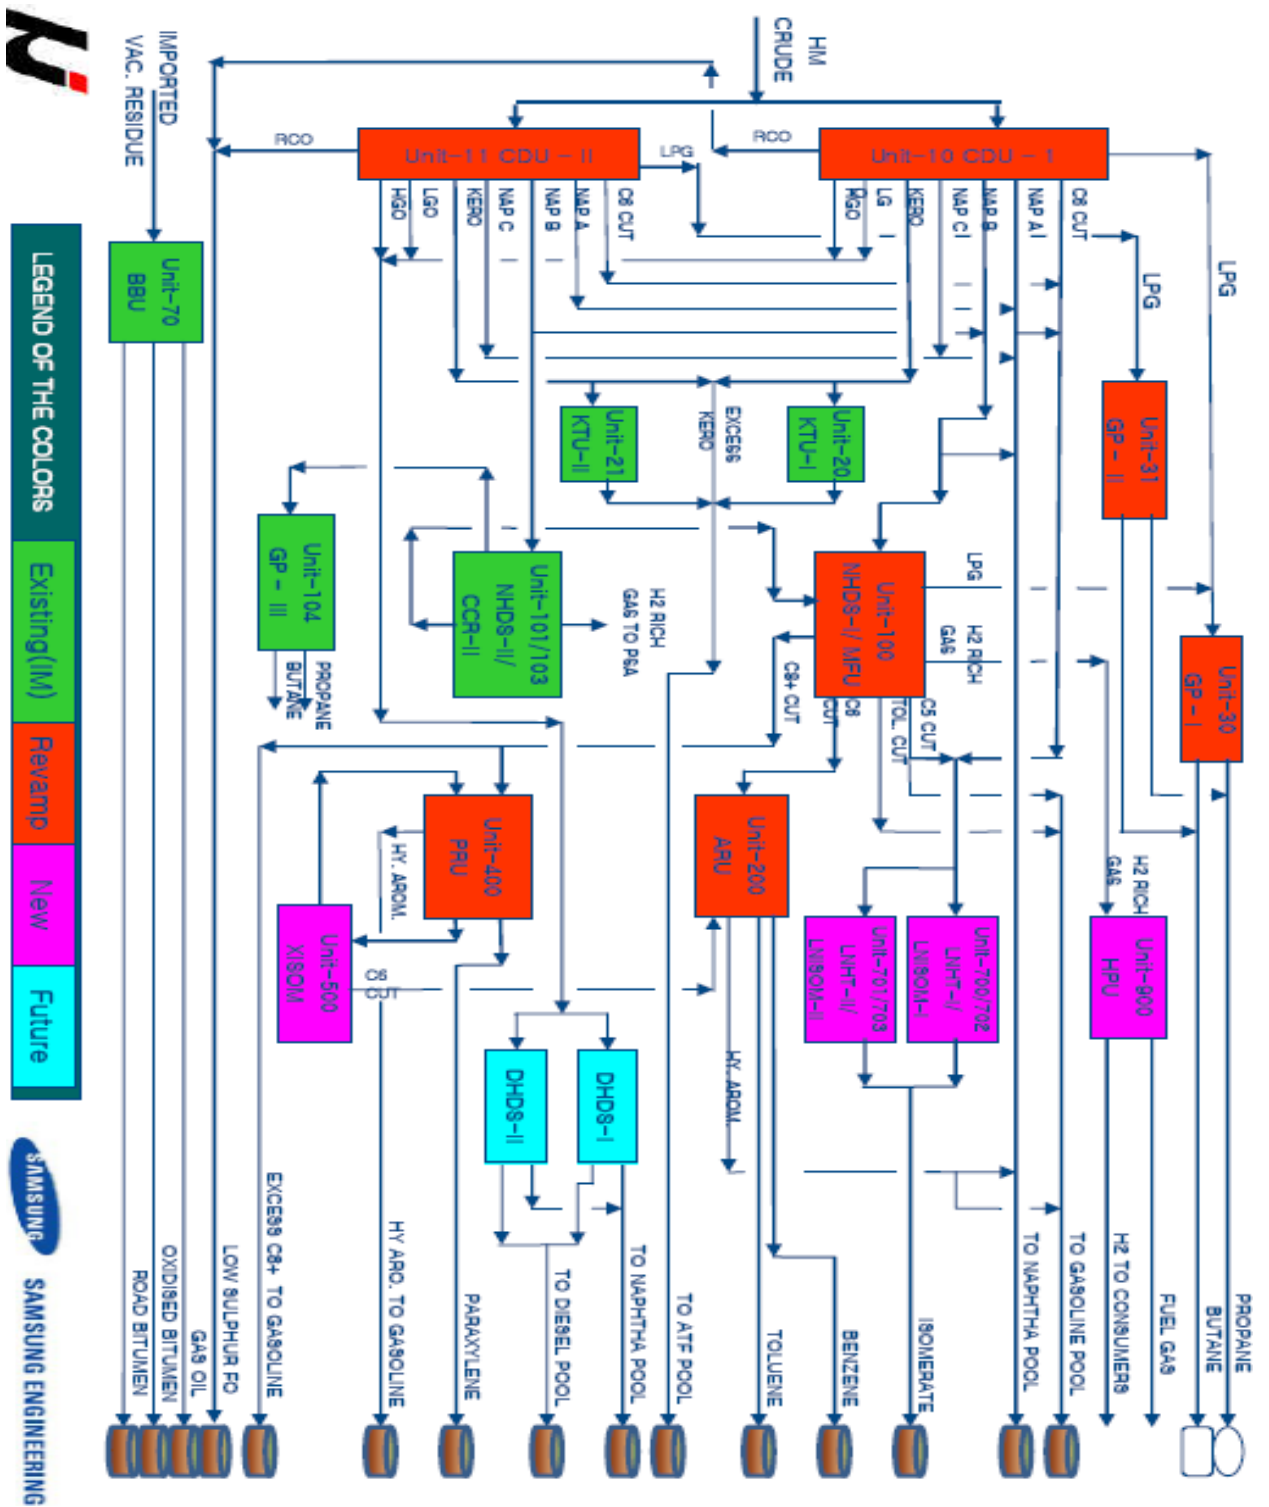 HM
CRUDE
IMPORTED
VAC. RESIDUE
LPG
LPG
RCO
LPG
RCO
Unit-10 CDU - 1
Unit-11 CDU - II
C6 CUT
NAP A
NAP B
NAP C
KERO
LG
HGO
C6 CUT
NAP A
NAP B
NAP C
KERO
LGO
HGO
Unit-70
BBU
Unit-31
GP - II
Unit-20
KTU-I
EXCESS
KERO
Unit-21
KTU-II
Unit-30
GP - I
LPG
H2 RICH
GAS
Unit-100
NHDS-I/ MFU
C5 CUT
TOL. CUT
C6
CUT
C8+ CUT
H2 RICH
GAS TO PSA
Unit-101/103
NHDS-II/
CCR-II
Unit-104
GP - III
PROPANE
BUTANE
H2 RICH
GAS
Unit-900
HPU
Unit-700/702
LNHT-I/
LNISOM-I
Unit-701/703
LNHT-II/
LNISOM-II
Unit-200
ARU
HY. AROM.
Unit-400
PRU
HY. AROM.
Unit-500
XISOM
C6
CUT
DHDS-I
DHDS-II
PROPANE
BUTANE
FUEL GAS
H2 TO CONSUMERS
TO GASOLINE POOL
TO NAPHTHA POOL
ISOMERATE
BENZENE
TOLUENE
TO ATF POOL
TO NAPHTHA POOL
TO DIESEL POOL
PARAXYLENE
HY ARO. TO GASOLINE
EXCESS C8+ TO GASOLINE
LOW SULPHUR FO
GAS OIL
OXIDISED BITUMEN
ROAD BITUMEN
LEGEND OF THE COLORS
Existing(IM)
Revamp
New
Future
SAMSUNG
SAMSUNG ENGINEERING